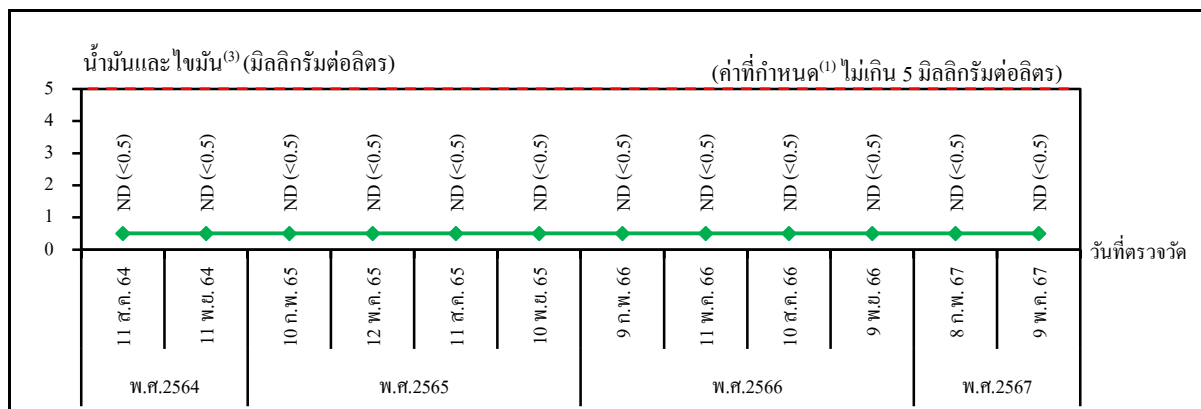 น้ำมันและไขมัน⁽³⁾ (มิลลิกรัมต่อลิตร)
(ค่าที่กำหนด⁽¹⁾ ไม่เกิน 5 มิลลิกรัมต่อลิตร)
5
4
3
2
1
0
ND (<0.5)
ND (<0.5)
ND (<0.5)
ND (<0.5)
ND (<0.5)
ND (<0.5)
ND (<0.5)
ND (<0.5)
ND (<0.5)
ND (<0.5)
ND (<0.5)
ND (<0.5)
วันที่ตรวจวัด
11 ส.ค. 64
11 พ.ย. 64
10 ก.พ. 65
12 พ.ค. 65
11 ส.ค. 65
10 พ.ย. 65
9 ก.พ. 66
11 พ.ค. 66
10 ส.ค. 66
9 พ.ย. 66
8 ก.พ. 67
9 พ.ค. 67
พ.ศ.2564
พ.ศ.2565
พ.ศ.2566
พ.ศ.2567